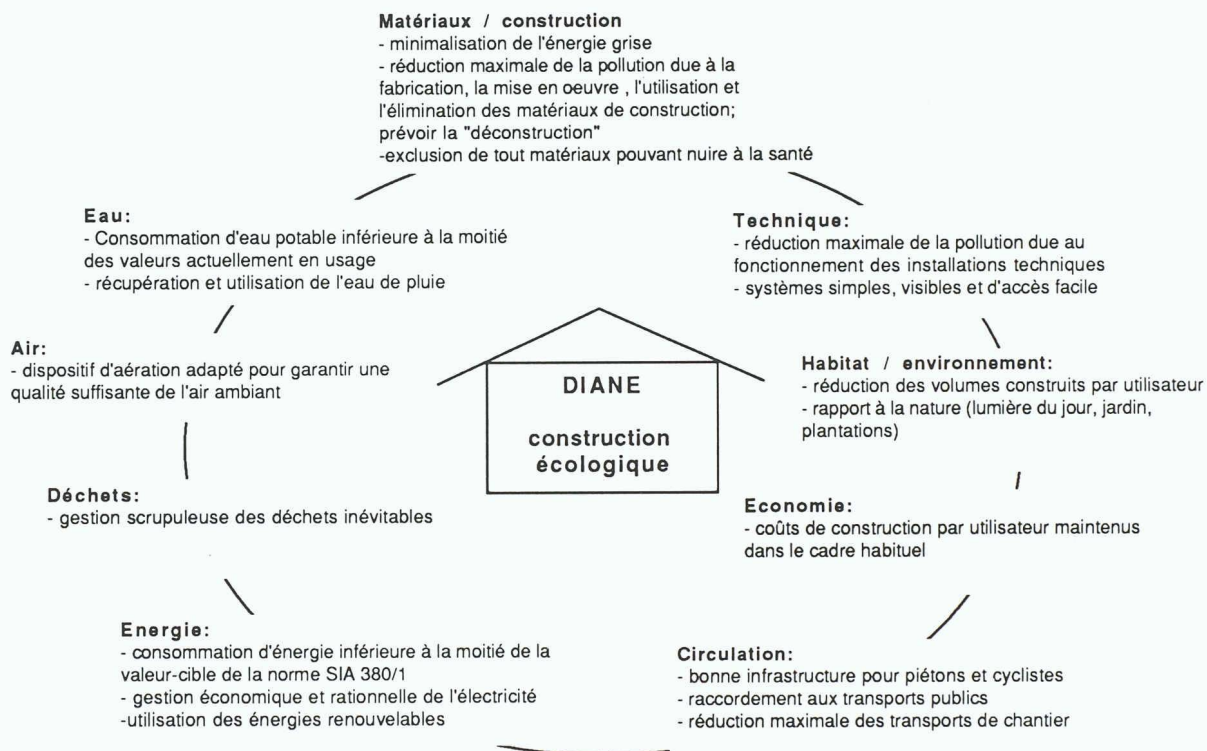 Matériaux / construction
- minimalisation de l'énergie grise
- réduction maximale de la pollution due à la
fabrication, la mise en oeuvre , l'utilisation et
l'élimination des matériaux de construction;
prévoir la "déconstruction"
-exclusion de tout matériaux pouvant nuire à la santé
Eau:
- Consommation d'eau potable inférieure à la moitié
des valeurs actuellement en usage
- récupération et utilisation de l'eau de pluie
Technique:
- réduction maximale de la pollution due au
fonctionnement des installations techniques
- systèmes simples, visibles et d'accès facile
Air:
- dispositif d'aération adapté pour garantir une
qualité suffisante de l'air ambiant
DIANE
construction
écologique
Habitat / environnement:
- réduction des volumes construits par utilisateur
- rapport à la nature (lumière du jour, jardin,
plantations)
Déchets:
- gestion scrupuleuse des déchets inévitables
Economie:
- coûts de construction par utilisateur maintenus
dans le cadre habituel
Energie:
- consommation d'énergie inférieure à la moitié de la
valeur-cible de la norme SIA 380/1
- gestion économique et rationnelle de l'électricité
-utilisation des énergies renouvelables
Circulation:
- bonne infrastructure pour piétons et cyclistes
- raccordement aux transports publics
- réduction maximale des transports de chantier